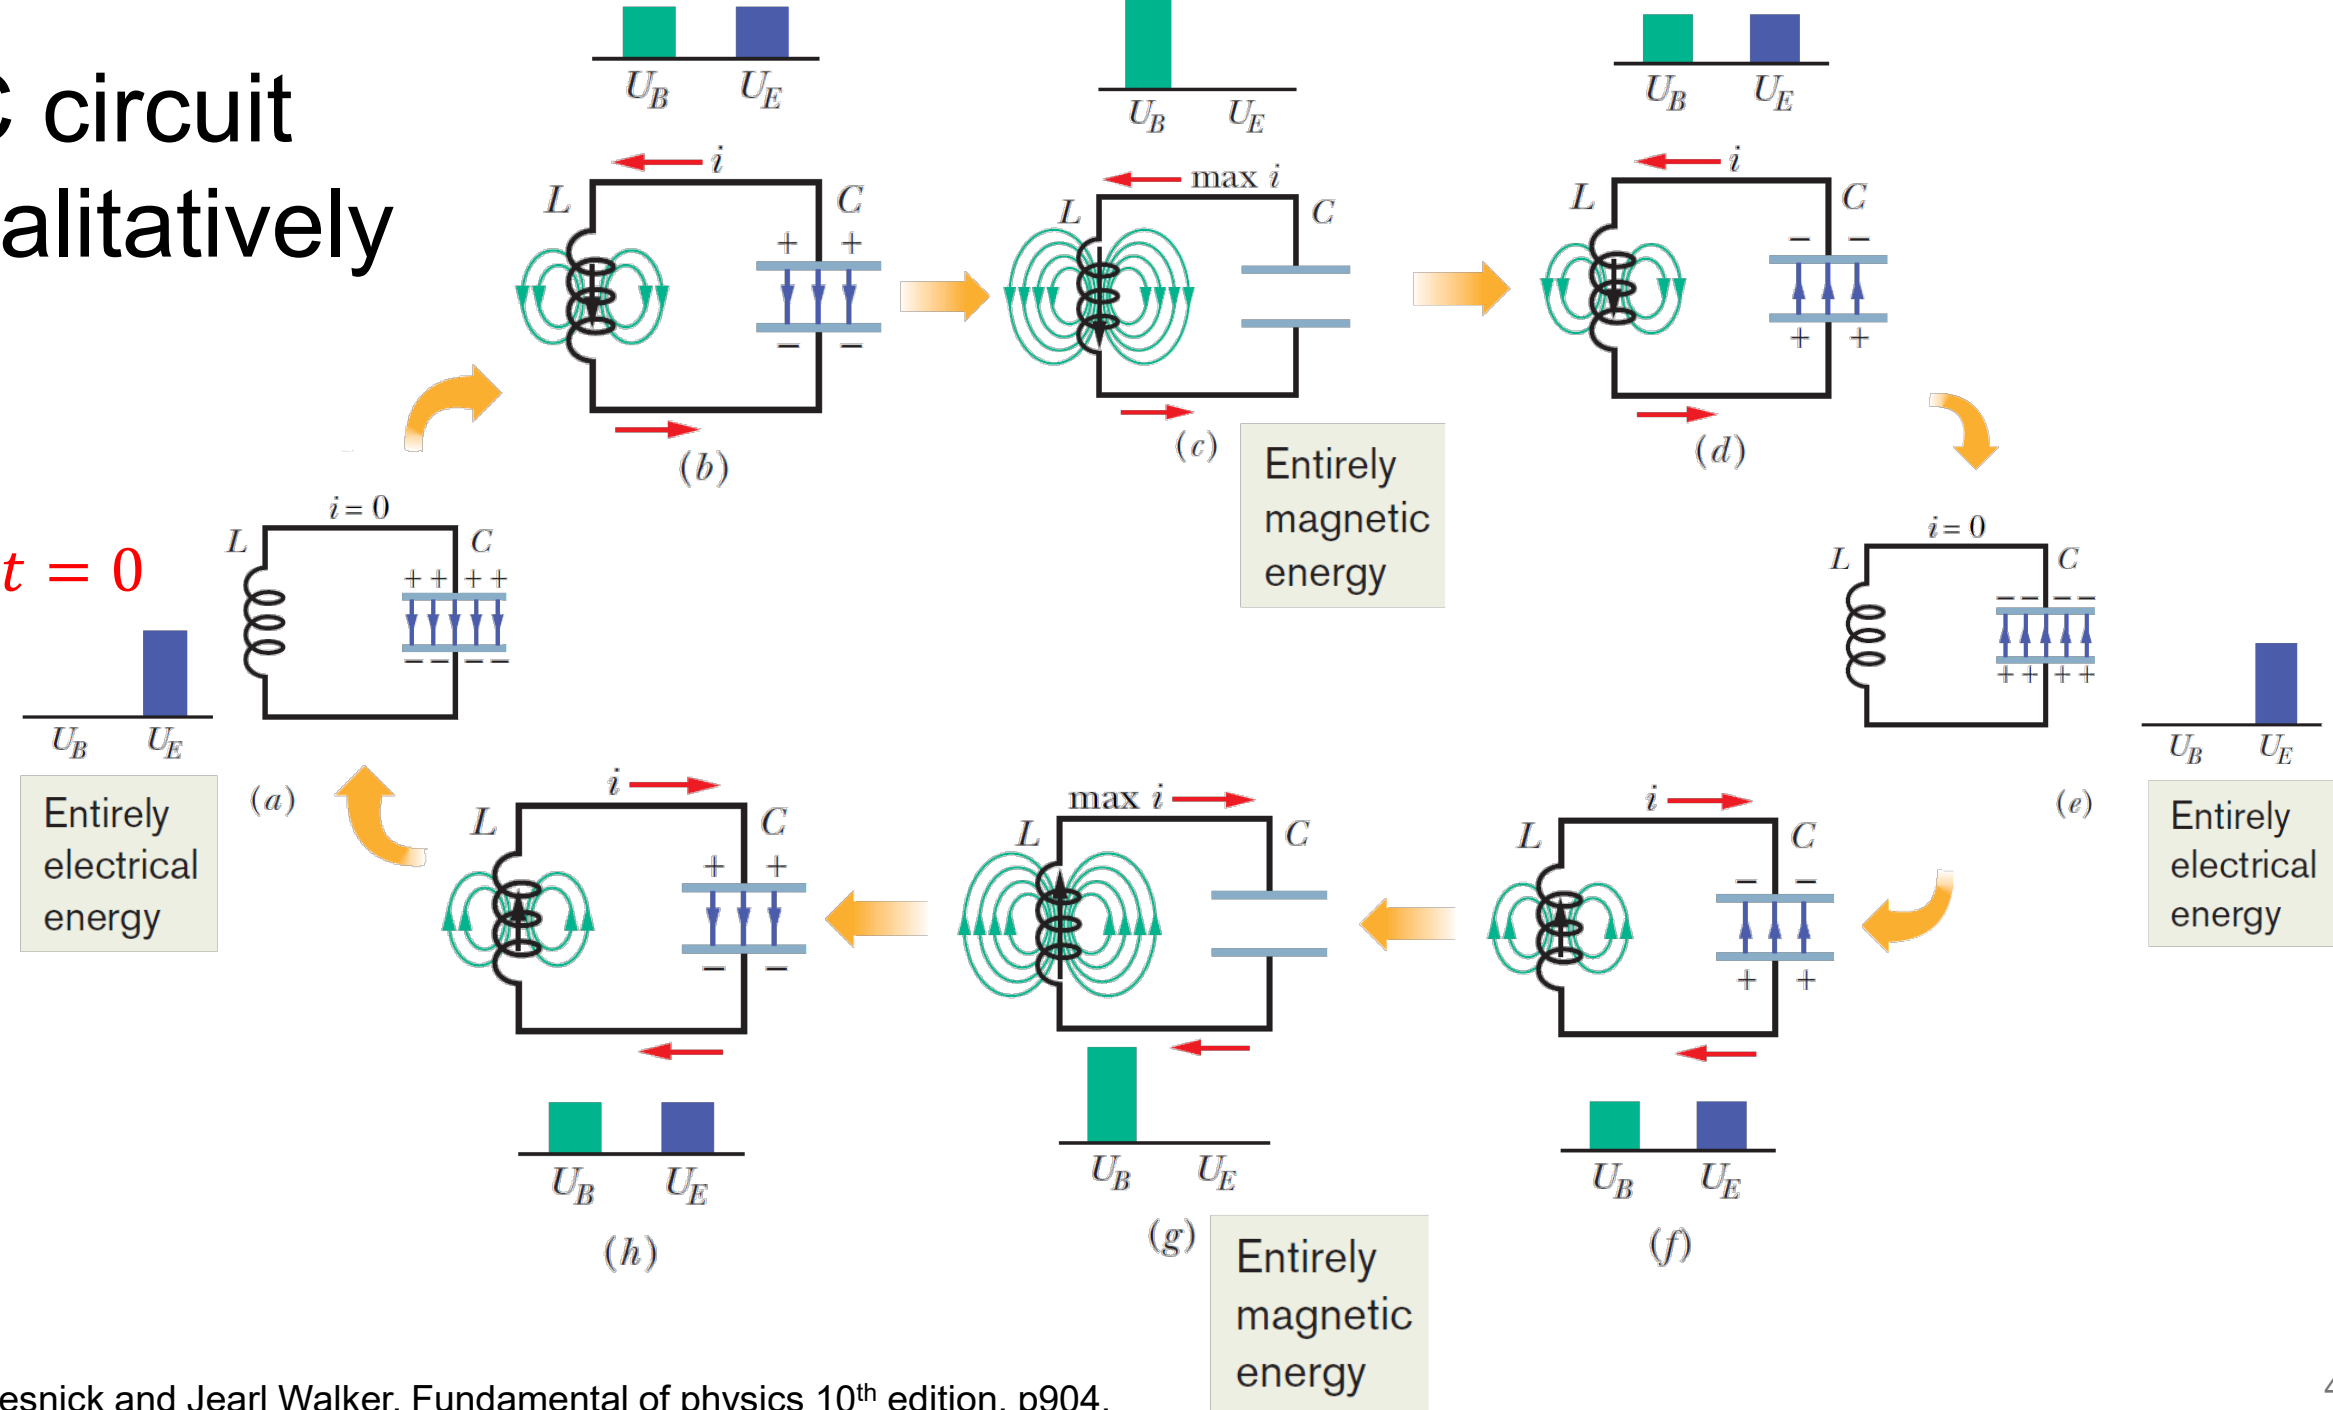 C circuit
alitatively
U_B U_E
i
L C
+ +
− −
(b)
U_B U_E
max i
L C
(c)
Entirely
magnetic
energy
U_B U_E
i
L C
− −
+ +
(d)
t = 0
i = 0
L C
+ + + +
− − − −
U_B U_E
(a)
Entirely
electrical
energy
i = 0
L C
− − − −
+ + + +
U_B U_E
(e)
Entirely
electrical
energy
i
L C
+ +
− −
U_B U_E
(h)
max i
L C
U_B U_E
(g)
Entirely
magnetic
energy
i
L C
− −
+ +
U_B U_E
(f)
esnick and Jearl Walker. Fundamental of physics 10th edition. p904.